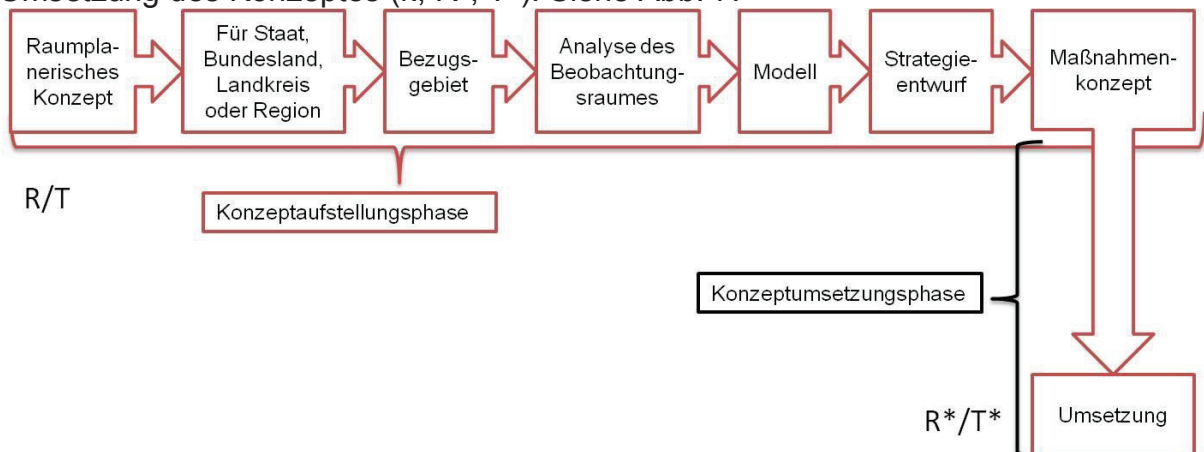 Raumpla-
nerisches
Konzept
Für Staat,
Bundesland,
Landkreis
oder Region
Bezugs-
gebiet
Analyse des
Beobachtung-
sraumes
Modell
Strategie-
entwurf
Maßnahmen-
konzept
R/T
Konzeptaufstellungsphase
Konzeptumsetzungsphase
R*/T*
Umsetzung